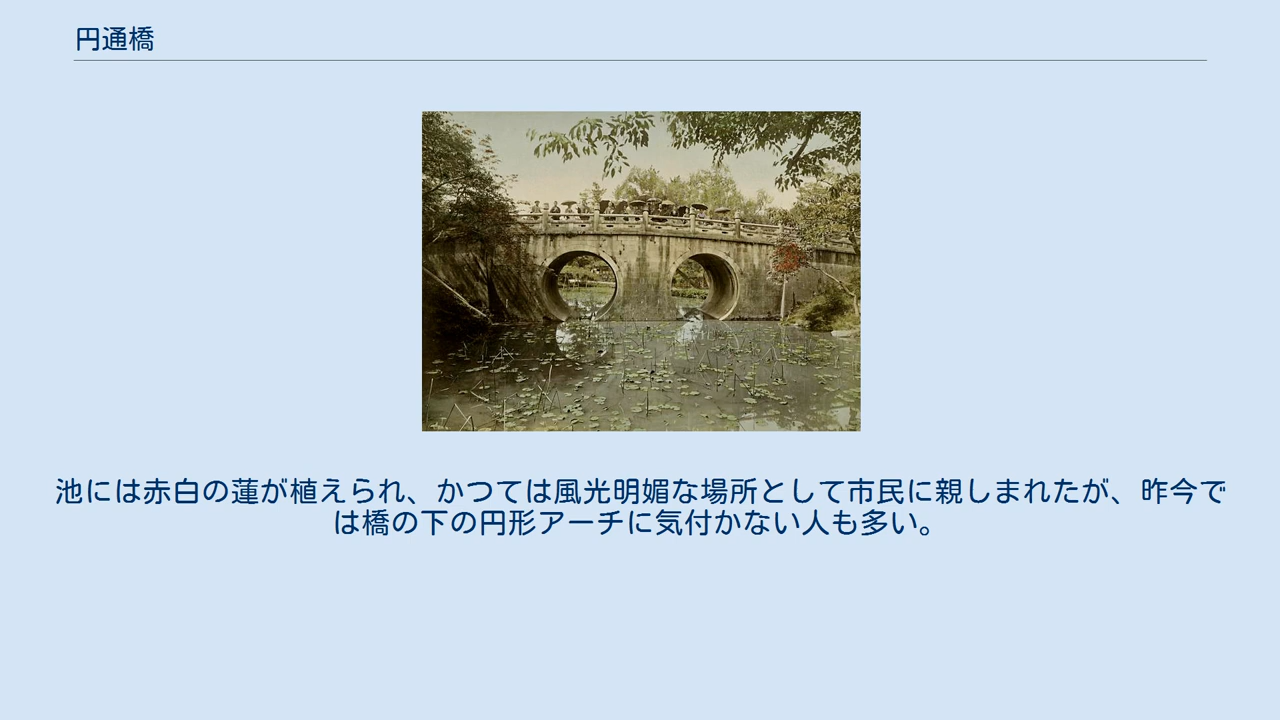 円通橋
池には赤白の蓮が植えられ、かつては風光明媚な場所として市民に親しまれたが、昨今で
は橋の下の円形アーチに気付かない人も多い。